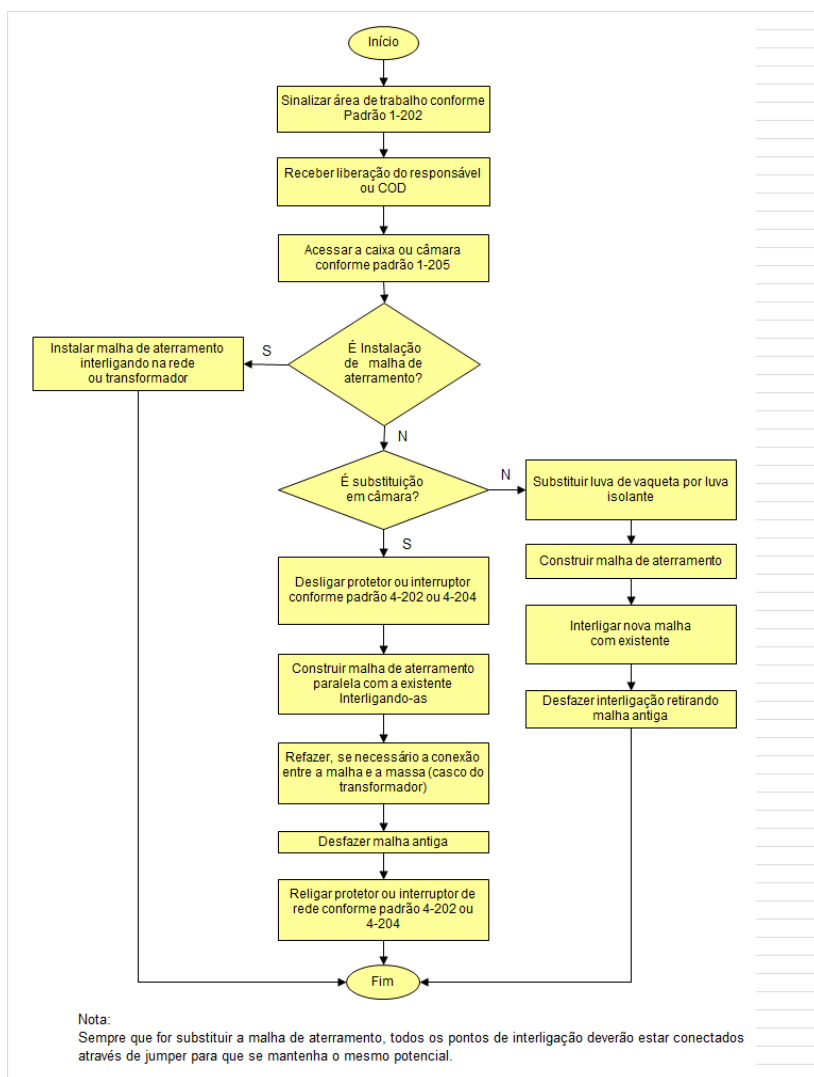 Início
Sinalizar área de trabalho conforme
Padrão 1-202
Receber liberação do responsável
ou COD
Acessar a caixa ou câmara
conforme padrão 1-205
É Instalação
de malha de
aterramento?
S
Instalar malha de aterramento
interligando na rede
ou transformador
N
É substituição
em câmara?
N
Substituir luva de vaqueta por luva
isolante
Construir malha de aterramento
Interligar nova malha
com existente
Desfazer interligação retirando
malha antiga
S
Desligar protetor ou interruptor
conforme padrão 4-202 ou 4-204
Construir malha de aterramento
paralela com a existente
Interligando-as
Refazer, se necessário a conexão
entre a malha e a massa (casco do
transformador)
Desfazer malha antiga
Religar protetor ou interruptor de
rede conforme padrão 4-202 ou
4-204
Fim
Nota:
Sempre que for substituir a malha de aterramento, todos os pontos de interligação deverão estar conectados
através de jumper para que se mantenha o mesmo potencial.